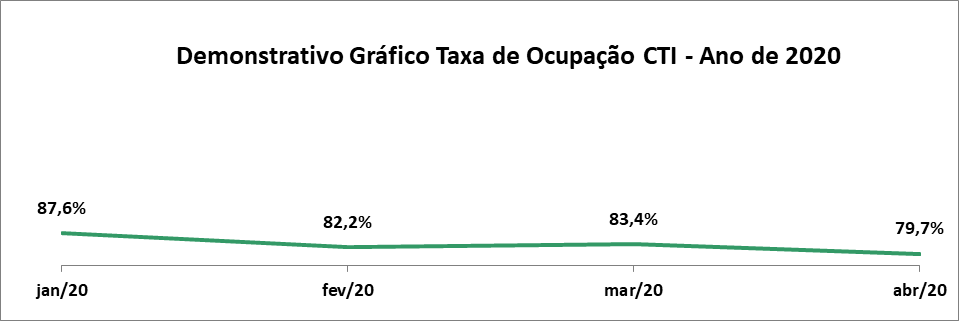 Demonstrativo Gráfico Taxa de Ocupação CTI - Ano de 2020
87,6%
82,2%
83,4%
79,7%
jan/20
fev/20
mar/20
abr/20